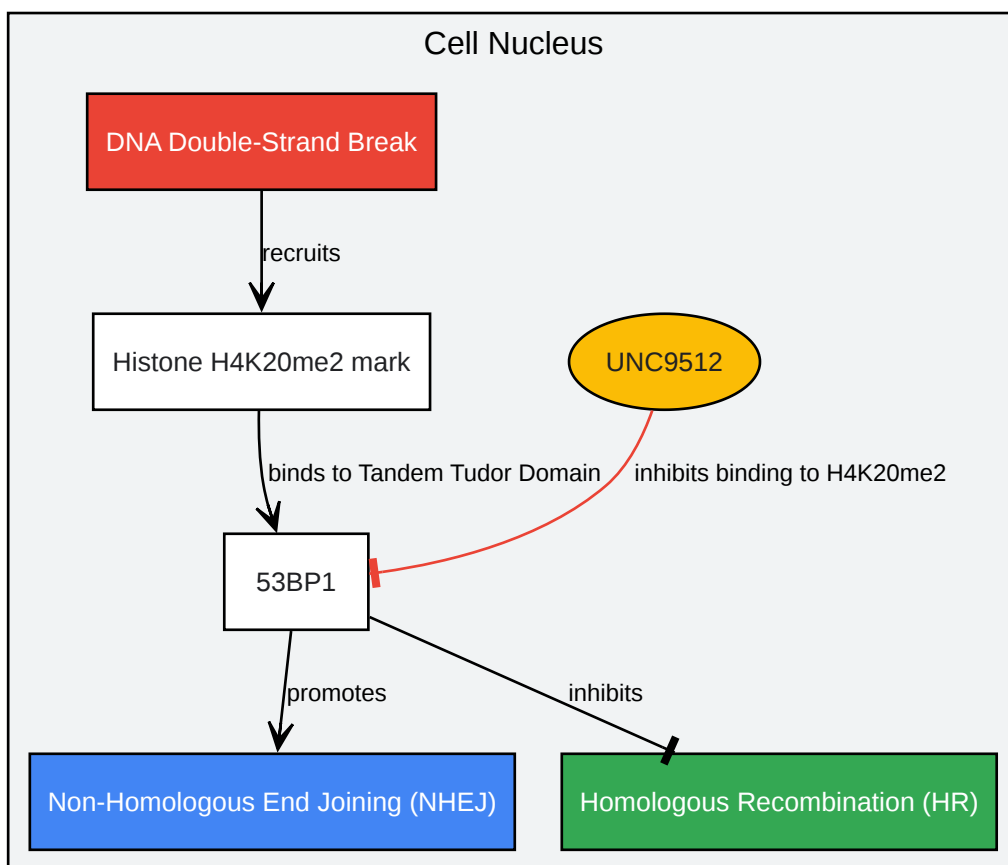 Cell Nucleus
DNA Double-Strand Break
recruits
Histone H4K20me2 mark
UNC9512
binds to Tandem Tudor Domain
inhibits binding to H4K20me2
53BP1
promotes
inhibits
Non-Homologous End Joining (NHEJ)
Homologous Recombination (HR)